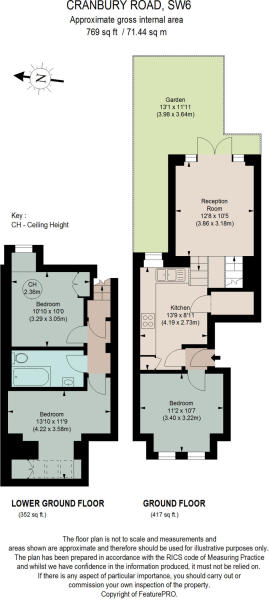 CRANBURY ROAD, SW6
Approximate gross internal area
769 sq ft / 71.44 sq m
N
Garden
13'1 x 11'11
(3.98 x 3.64m)
Reception
Room
12'8 x 10'5
(3.86 x 3.18m)
Key :
CH - Ceiling Height
CH
2.36m
Bedroom
10'10 x 10'0
(3.29 x 3.05m)
Kitchen
13'9 x 8'11
(4.19 x 2.73m)
Bedroom
13'10 x 11'9
(4.22 x 3.58m)
Bedroom
11'2 x 10'7
(3.40 x 3.22m)
LOWER GROUND FLOOR
(352 sq ft.)
GROUND FLOOR
(417 sq ft.)
The floor plan is not to scale and measurements and
areas shown are approximate and therefore should be used for illustrative purposes only.
The plan has been prepared in accordance with the RICS code of Measuring Practice
and whilst we have confidence in the information produced, it must not be relied on.
If there is any aspect of particular importance, you should carry out or
commission your own inspection of the property.
Copyright of FeaturePRO.